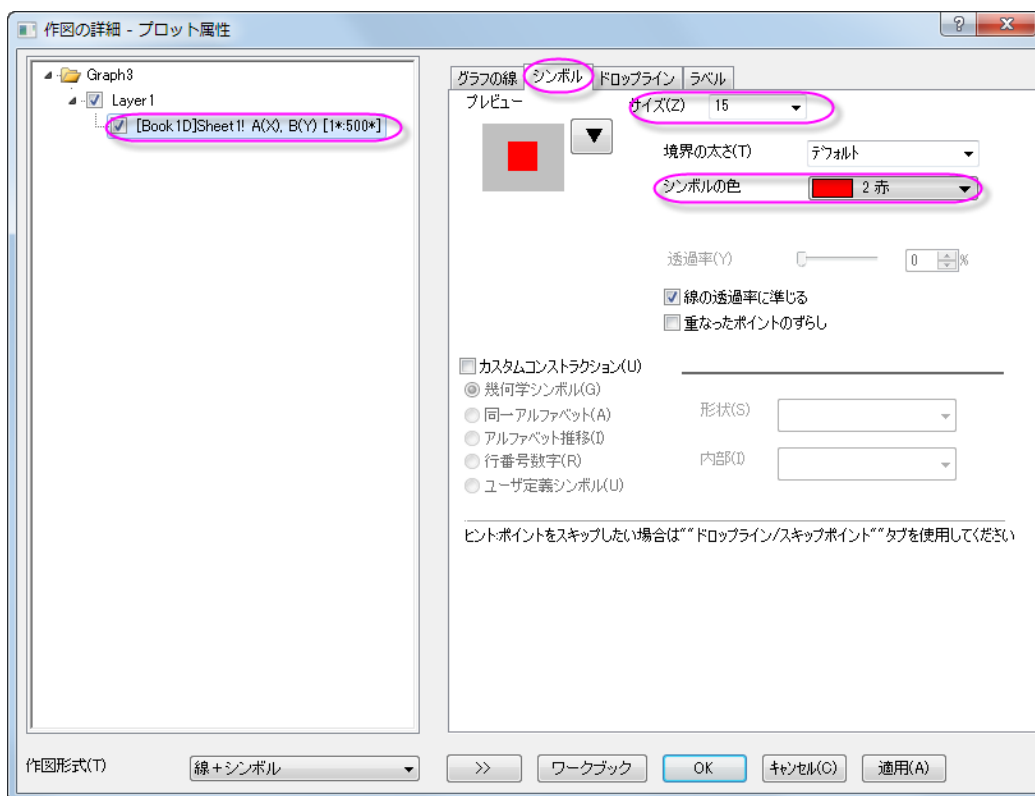 作図の詳細 - プロット属性
Graph3
Layer1
[Book1D]Sheet1! A(X), B(Y) [1*:500*]
グラフの線 シンボル ドロップライン ラベル
プレビュー
サイズ(Z) 15
境界の太さ(T) デフォルト
シンボルの色 2 赤
透過率(Y) 0 %
線の透過率に準じる
重なったポイントのずらし
カスタムコンストラクション(U)
幾何学シンボル(G)
同一アルファベット(A)
アルファベット推移(I)
行番号数字(R)
ユーザ定義シンボル(U)
形状(S)
内部(I)
ヒント:ポイントをスキップしたい場合は""ドロップライン/スキップポイント""タブを使用してください
作図形式(T) 線+シンボル
>> ワークブック OK キャンセル(C) 適用(A)